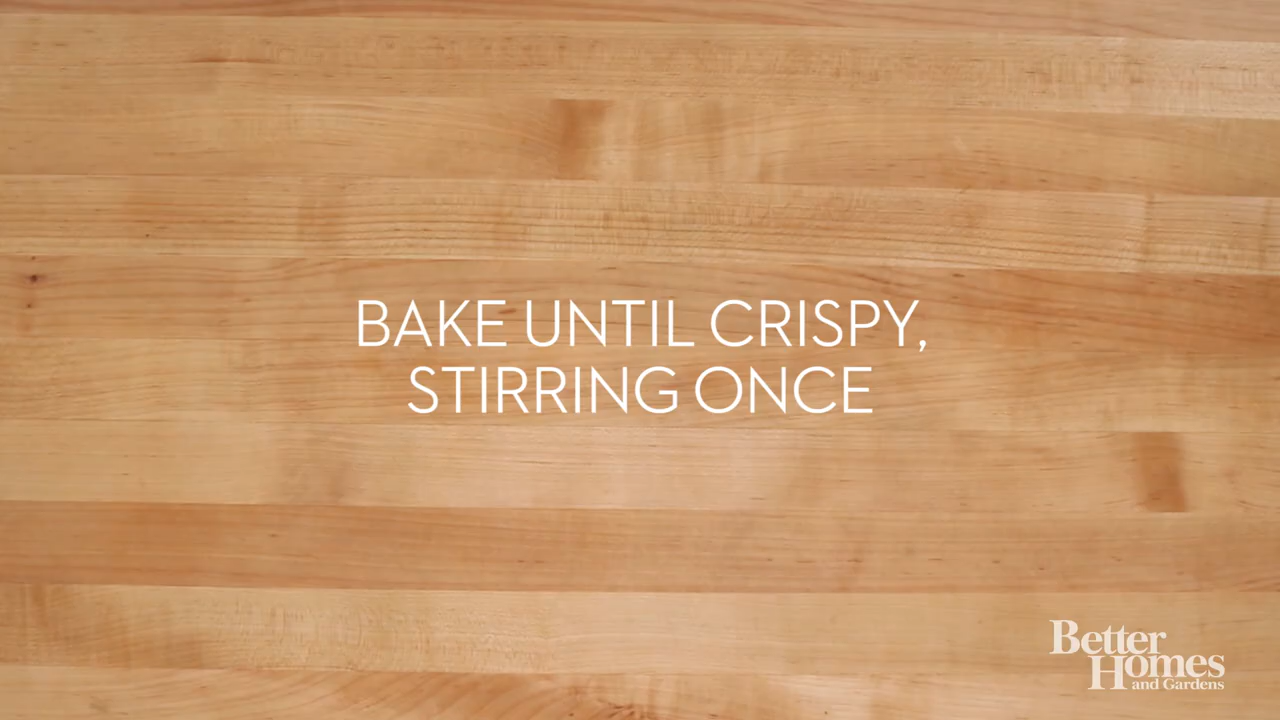 BAKE UNTIL CRISPY,
STIRRING ONCE
Better
Homes
and Gardens